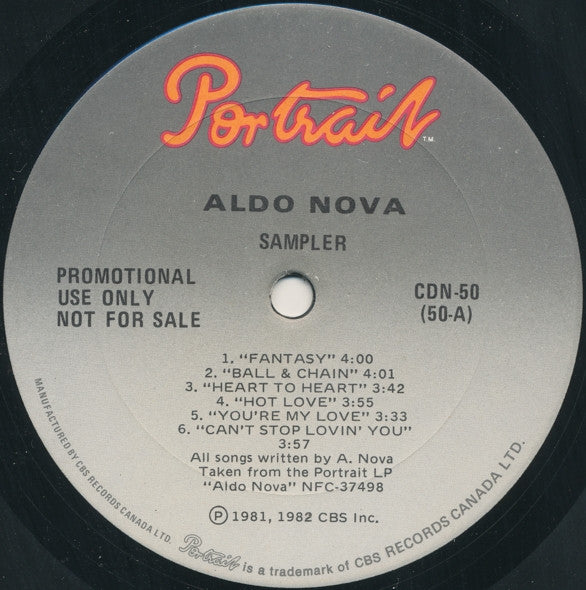 Portrait T.M.
ALDO NOVA
SAMPLER
PROMOTIONAL
USE ONLY
NOT FOR SALE
CDN-50
(50-A)
1. "FANTASY" 4:00
2. "BALL & CHAIN" 4:01
3. "HEART TO HEART" 3:42
4. "HOT LOVE" 3:55
5. "YOU'RE MY LOVE" 3:33
6. "CAN'T STOP LOVIN' YOU"
3:57
All songs written by A. Nova
Taken from the Portrait LP
"Aldo Nova" NFC-37498
℗ 1981, 1982 CBS Inc.
MANUFACTURED BY CBS RECORDS CANADA LTD. Portrait is a trademark of CBS RECORDS CANADA LTD.